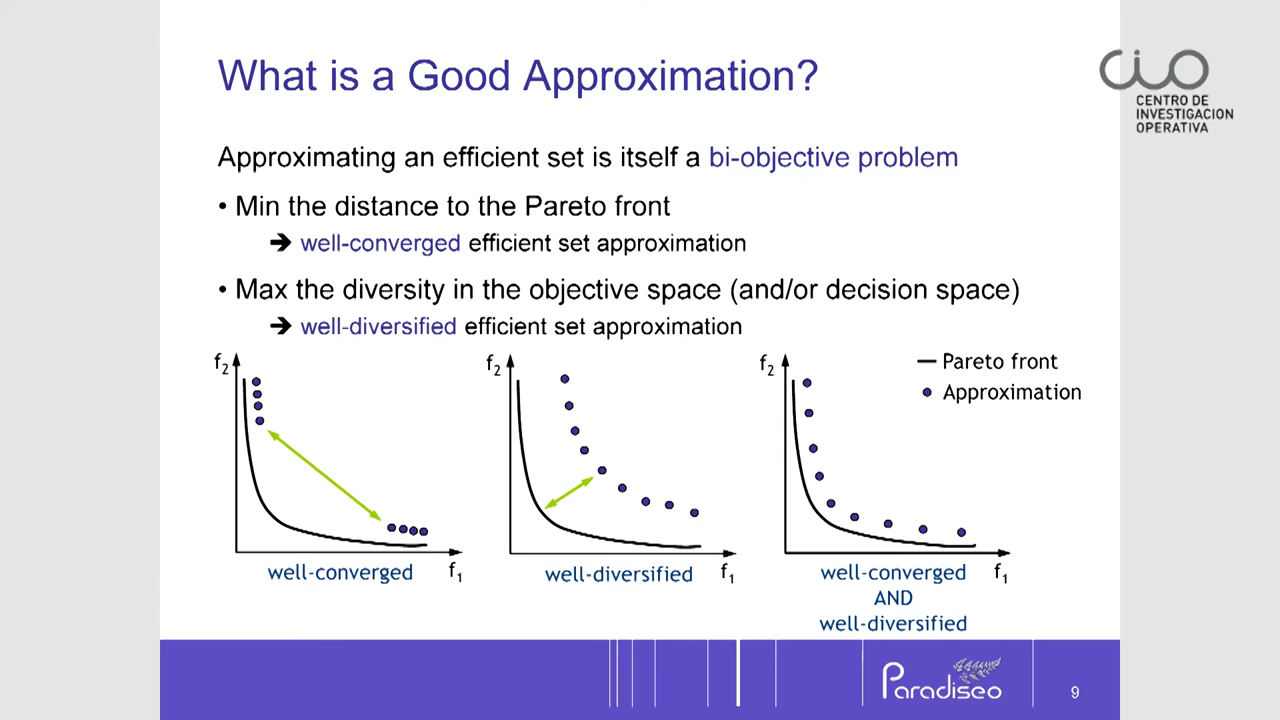 What is a Good Approximation?
CIO
CENTRO DE
INVESTIGACION
OPERATIVA
Approximating an efficient set is itself a bi-objective problem
• Min the distance to the Pareto front
➔ well-converged efficient set approximation
• Max the diversity in the objective space (and/or decision space)
➔ well-diversified efficient set approximation
f2
f2
f2
Pareto front
Approximation
well-converged
f1
well-diversified
f1
well-converged
AND
well-diversified
f1
Paradiseo
9